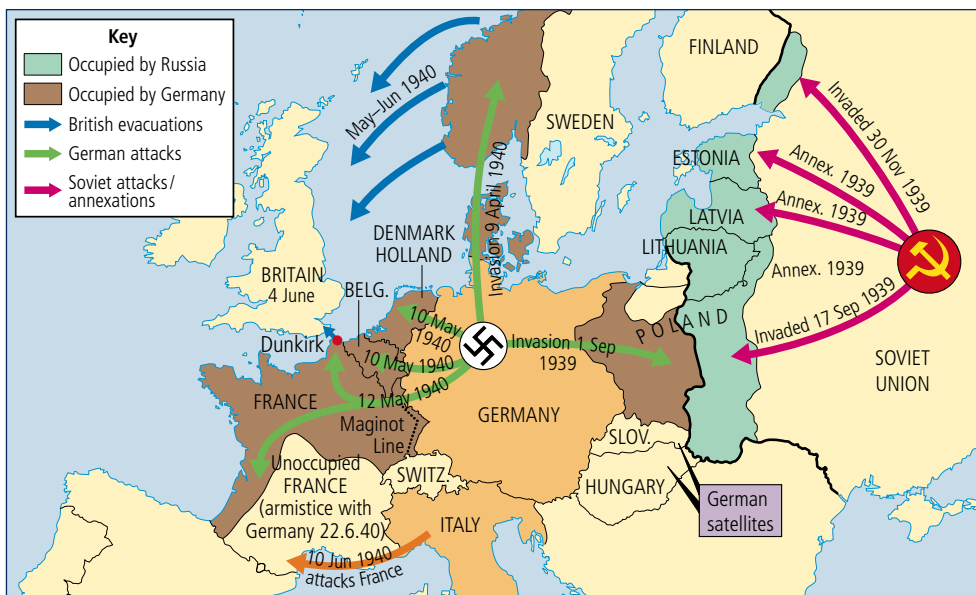 Key
Occupied by Russia
Occupied by Germany
British evacuations
German attacks
Soviet attacks/
annexations
May–Jun 1940
FINLAND
SWEDEN
Invaded 30 Nov 1939
ESTONIA
Annex. 1939
LATVIA
Annex. 1939
LITHUANIA
Annex. 1939
Invaded 17 Sep 1939
SOVIET
UNION
Invasion 9 April 1940
DENMARK
HOLLAND
BRITAIN
4 June
BELG.
Dunkirk
10 May
1940
10 May 1940
12 May 1940
Invasion 1 Sep
1939
POLAND
FRANCE
Maginot
Line
GERMANY
Unoccupied
FRANCE
(armistice with
Germany 22.6.40)
SWITZ.
SLOV.
HUNGARY
German
satellites
ITALY
10 Jun 1940
attacks France